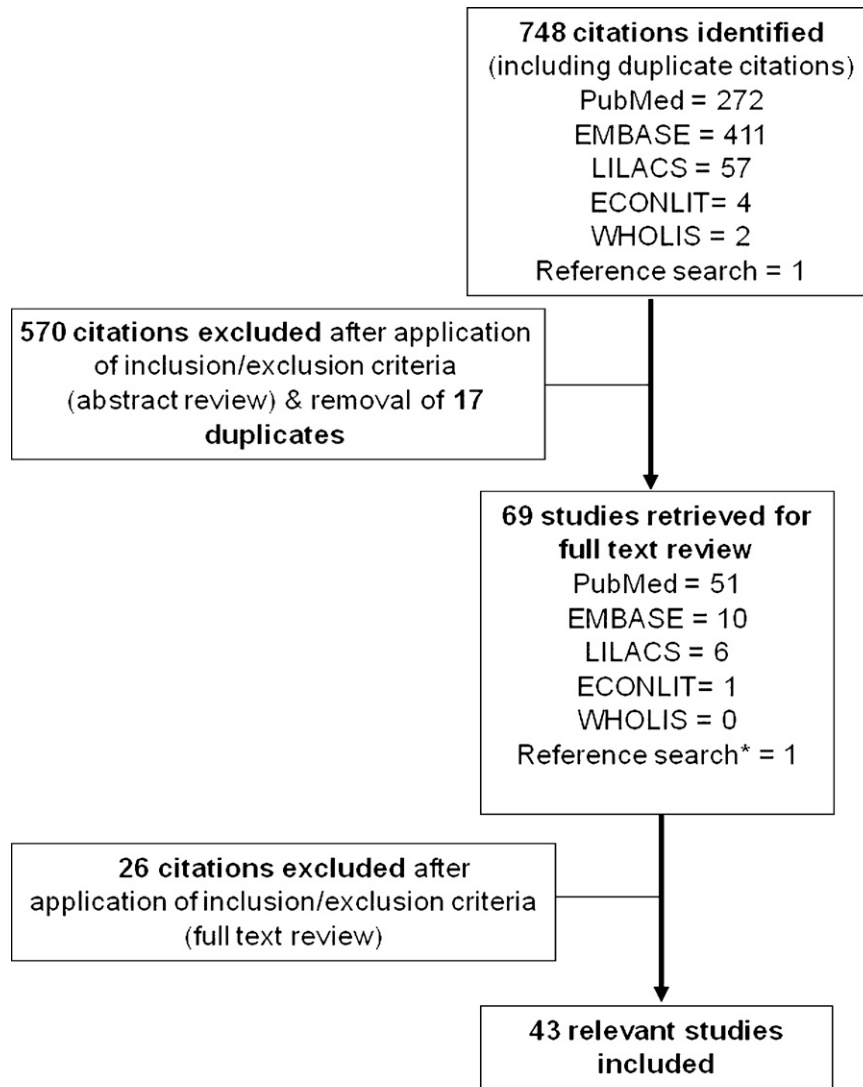 748 citations identified
(including duplicate citations)
PubMed = 272
EMBASE = 411
LILACS = 57
ECONLIT= 4
WHOLIS = 2
Reference search = 1
570 citations excluded after application
of inclusion/exclusion criteria
(abstract review) & removal of 17
duplicates
69 studies retrieved for
full text review
PubMed = 51
EMBASE = 10
LILACS = 6
ECONLIT= 1
WHOLIS = 0
Reference search* = 1
26 citations excluded after
application of inclusion/exclusion criteria
(full text review)
43 relevant studies
included